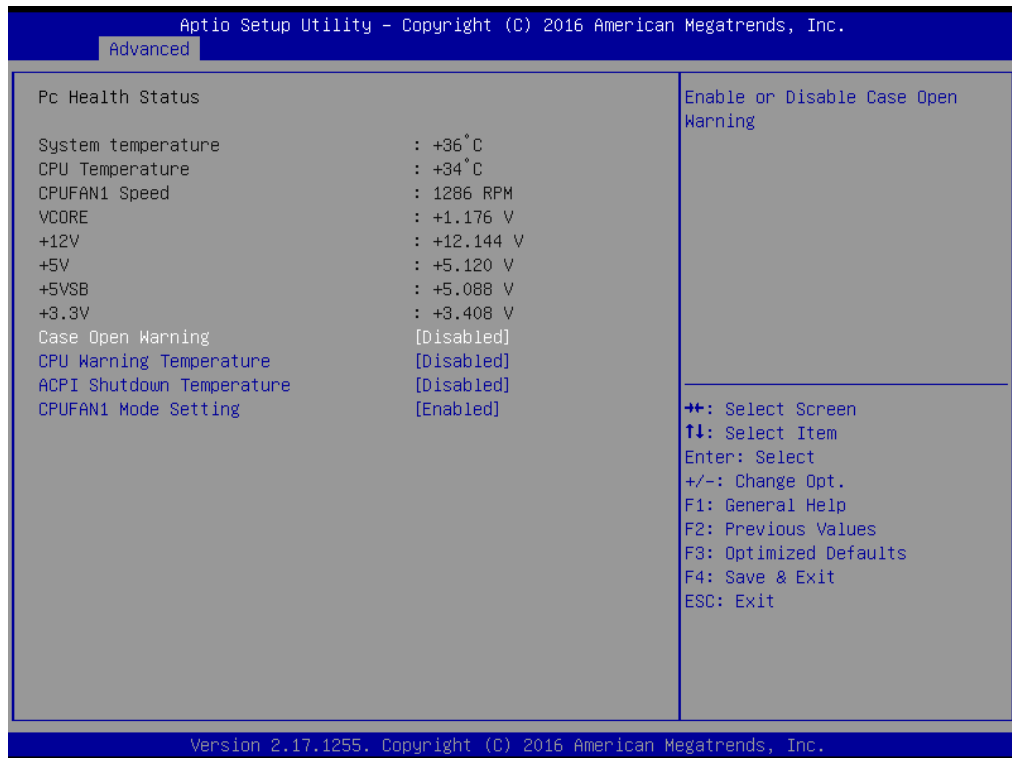 Aptio Setup Utility – Copyright (C) 2016 American Megatrends, Inc.
Advanced
Pc Health Status
System temperature : +36°C
CPU Temperature : +34°C
CPUFAN1 Speed : 1286 RPM
VCORE : +1.176 V
+12V : +12.144 V
+5V : +5.120 V
+5VSB : +5.088 V
+3.3V : +3.408 V
Case Open Warning [Disabled]
CPU Warning Temperature [Disabled]
ACPI Shutdown Temperature [Disabled]
CPUFAN1 Mode Setting [Enabled]
Enable or Disable Case Open
Warning
→←: Select Screen
↑↓: Select Item
Enter: Select
+/-: Change Opt.
F1: General Help
F2: Previous Values
F3: Optimized Defaults
F4: Save & Exit
ESC: Exit
Version 2.17.1255. Copyright (C) 2016 American Megatrends, Inc.